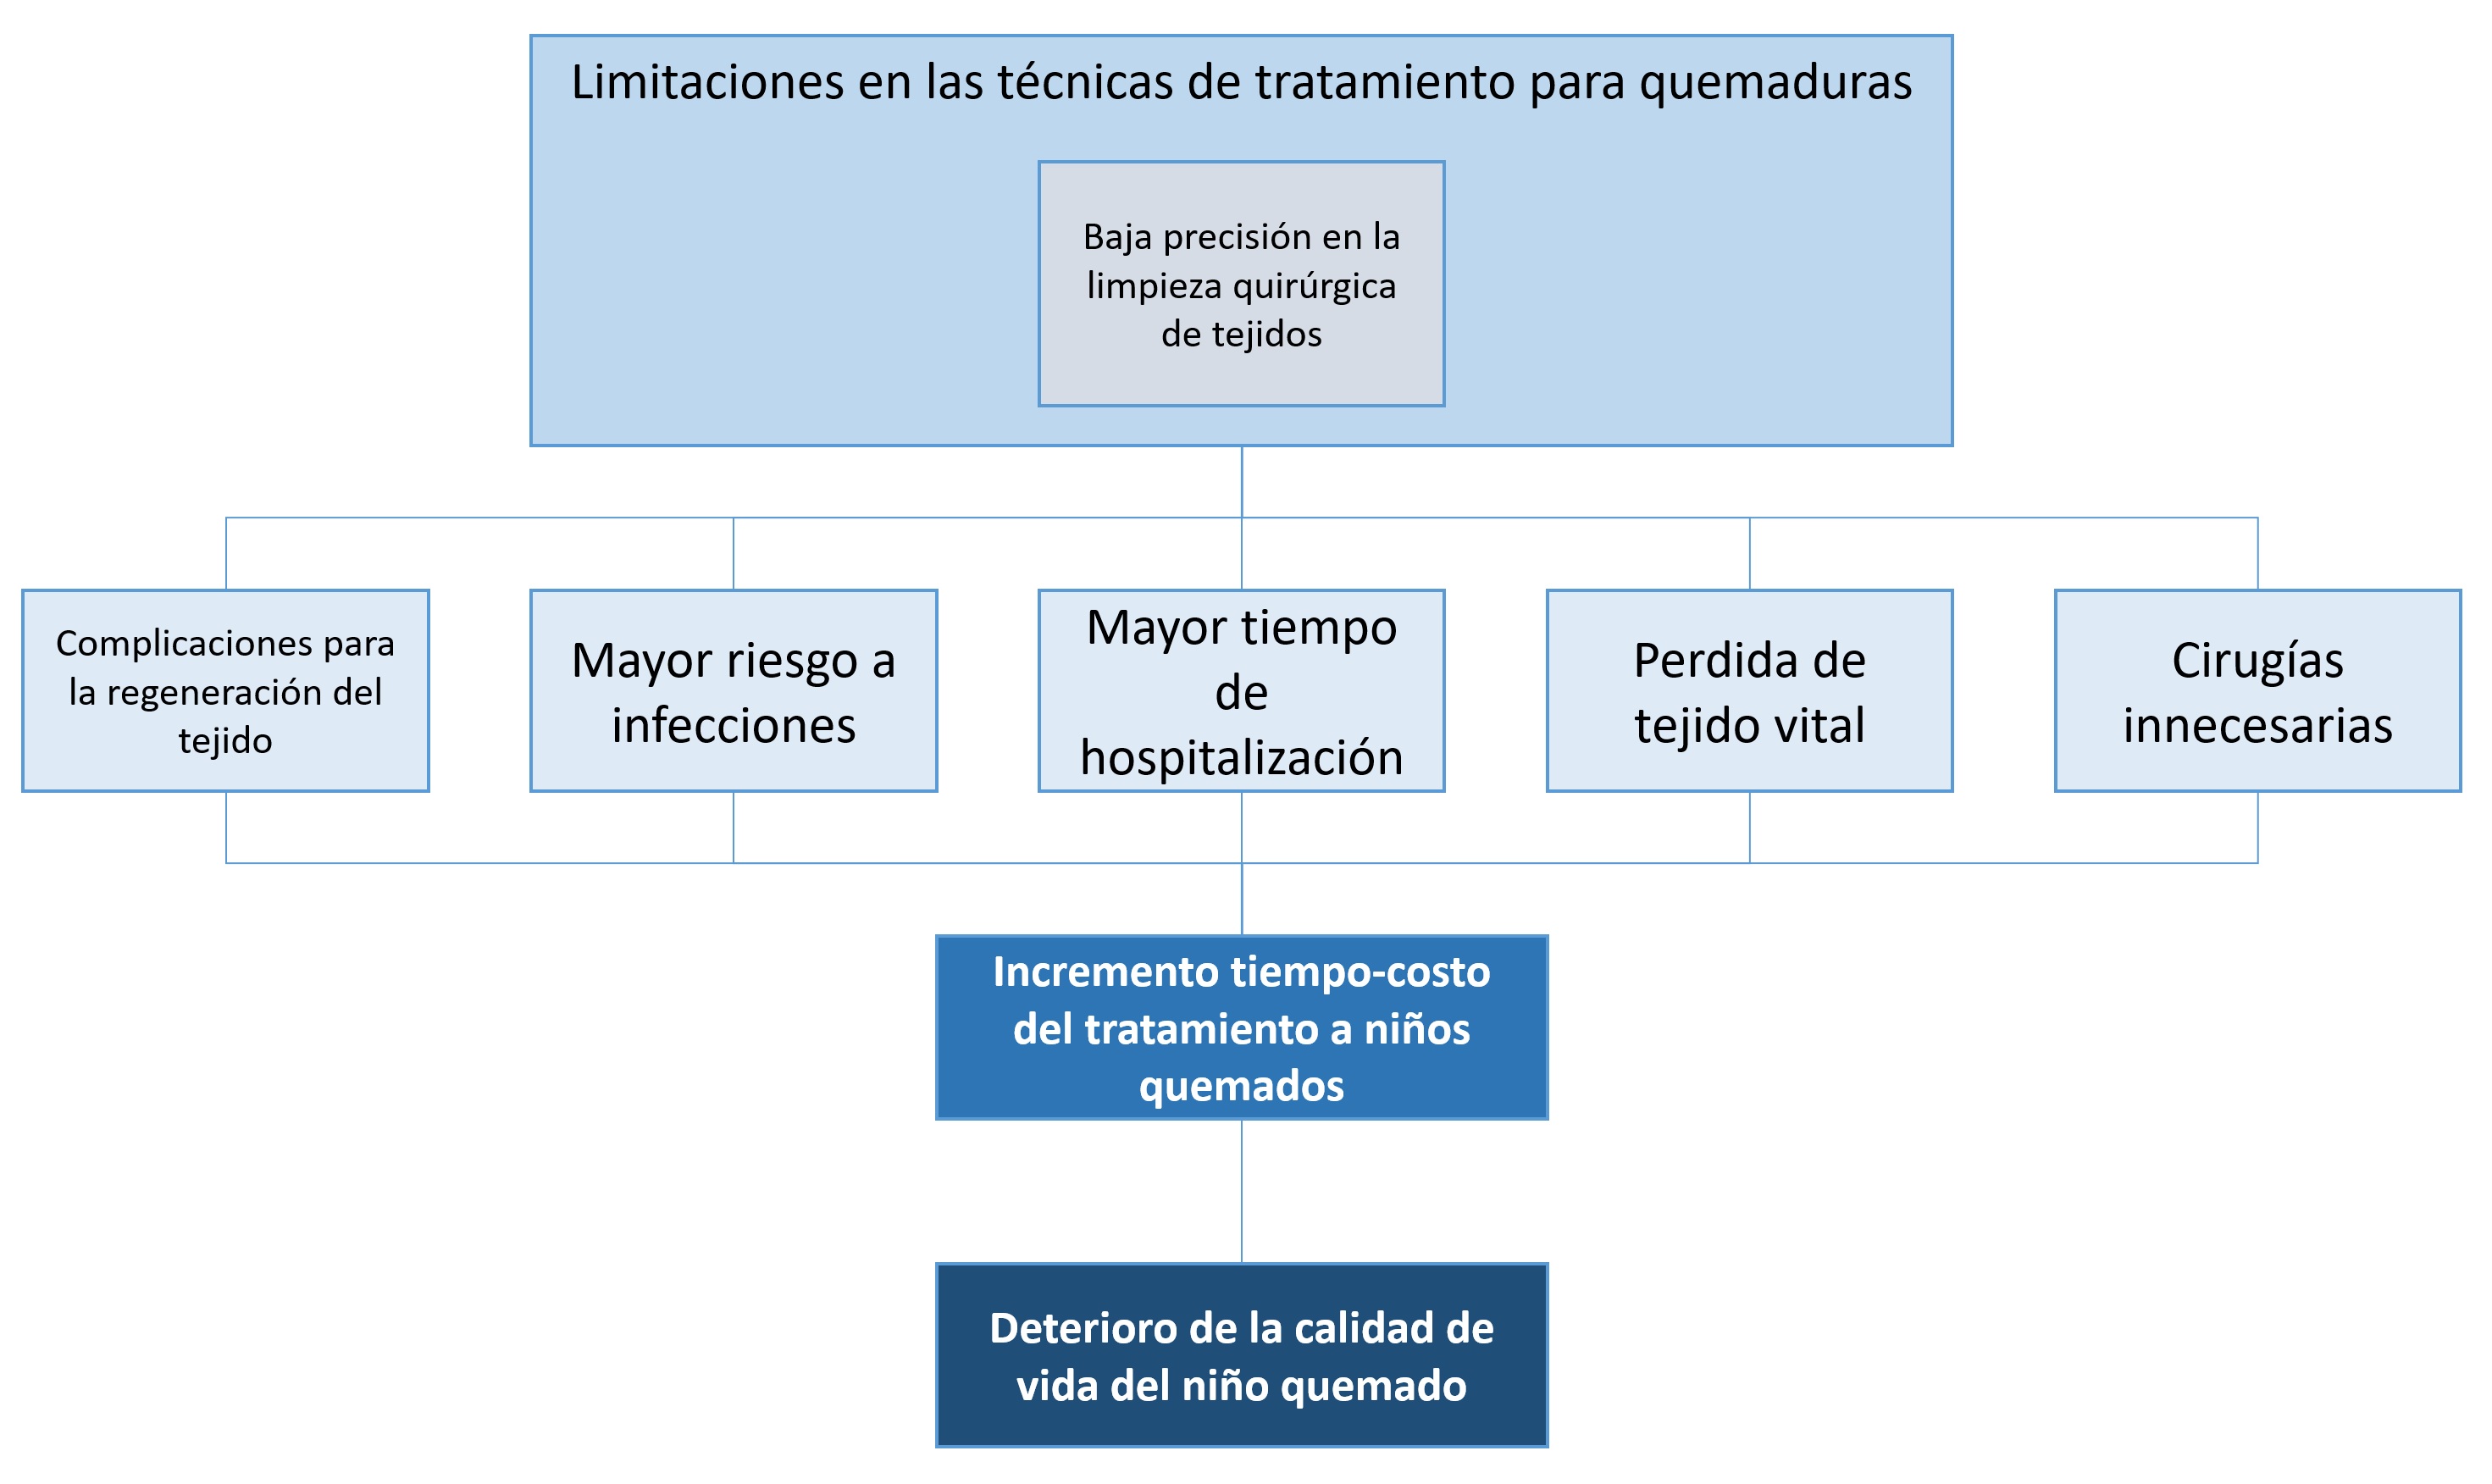 Limitaciones en las técnicas de tratamiento para quemaduras
Baja precisión en la
limpieza quirúrgica
de tejidos
Complicaciones para
la regeneración del
tejido
Mayor riesgo a
infecciones
Mayor tiempo
de
hospitalización
Perdida de
tejido vital
Cirugías
innecesarias
Incremento tiempo-costo
del tratamiento a niños
quemados
Deterioro de la calidad de
vida del niño quemado